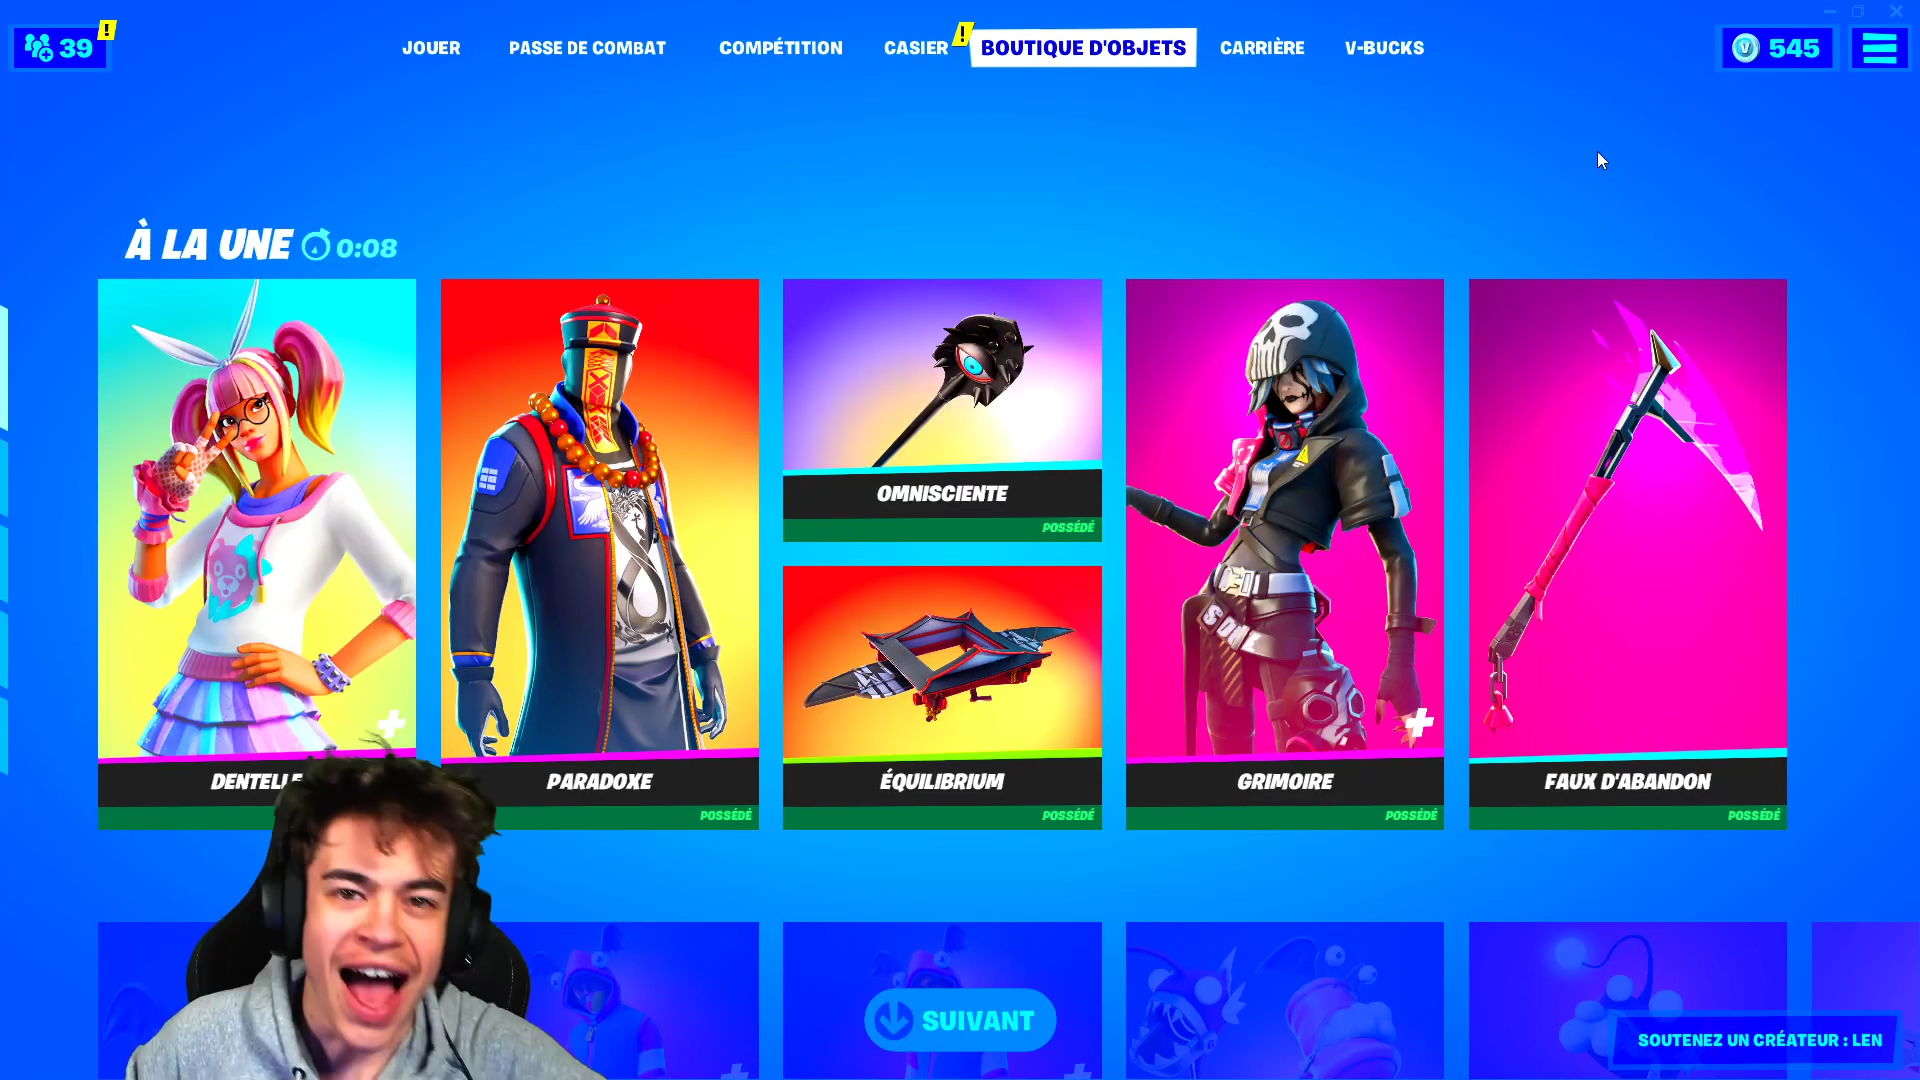 39
!
JOUER
PASSE DE COMBAT
COMPÉTITION
CASIER
!
BOUTIQUE D'OBJETS
CARRIÈRE
V-BUCKS
545
À LA UNE 0:08
DENTELLE
PARADOXE
POSSÉDÉ
OMNISCIENTE
POSSÉDÉ
ÉQUILIBRIUM
POSSÉDÉ
GRIMOIRE
POSSÉDÉ
FAUX D'ABANDON
POSSÉDÉ
SUIVANT
SOUTENEZ UN CRÉATEUR : LEN